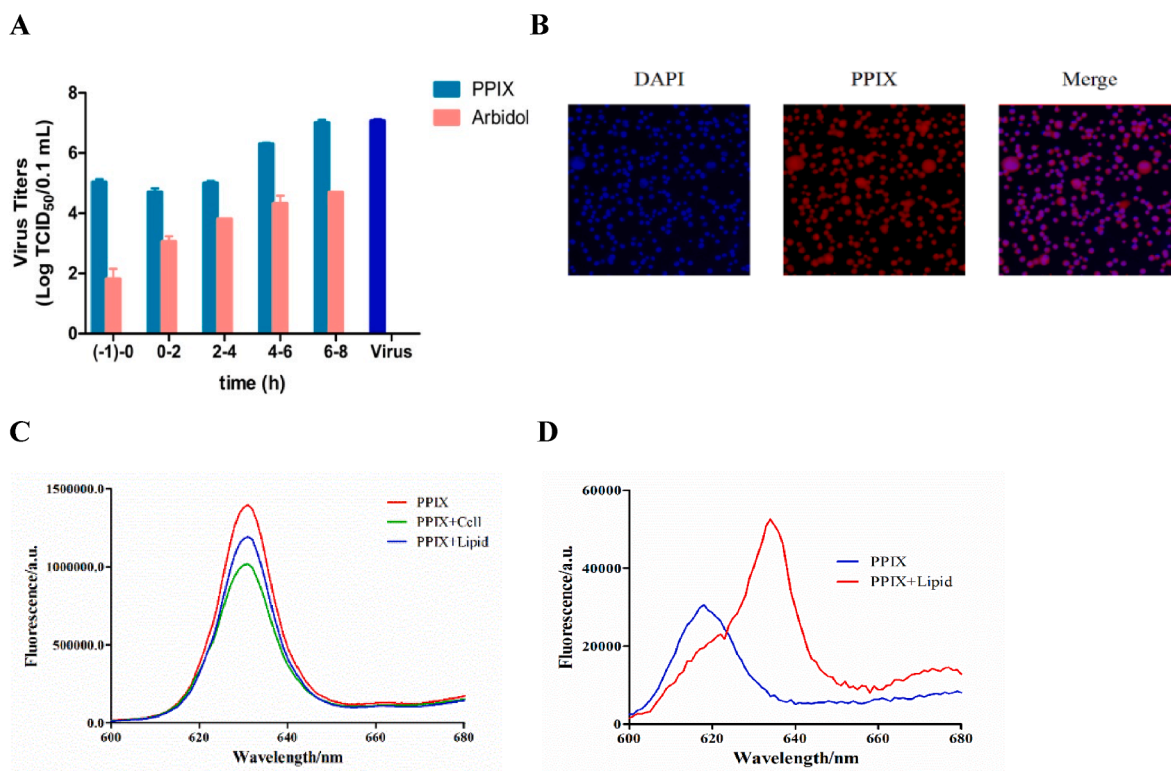 A
PPIX
Arbidol
8
6
4
2
0
Virus Titers
(Log TCID50/0.1 mL)
(-1)-0 0-2 2-4 4-6 6-8 Virus
time (h)
B
DAPI PPIX Merge
C
1500000.0
1000000.0
500000.0
0.0
Fluorescence/a.u.
PPIX
PPIX+Cell
PPIX+Lipid
600 620 640 660 680
Wavelength/nm
D
60000
40000
20000
0
Fluorescence/a.u.
PPIX
PPIX+Lipid
600 620 640 660 680
Wavelength/nm